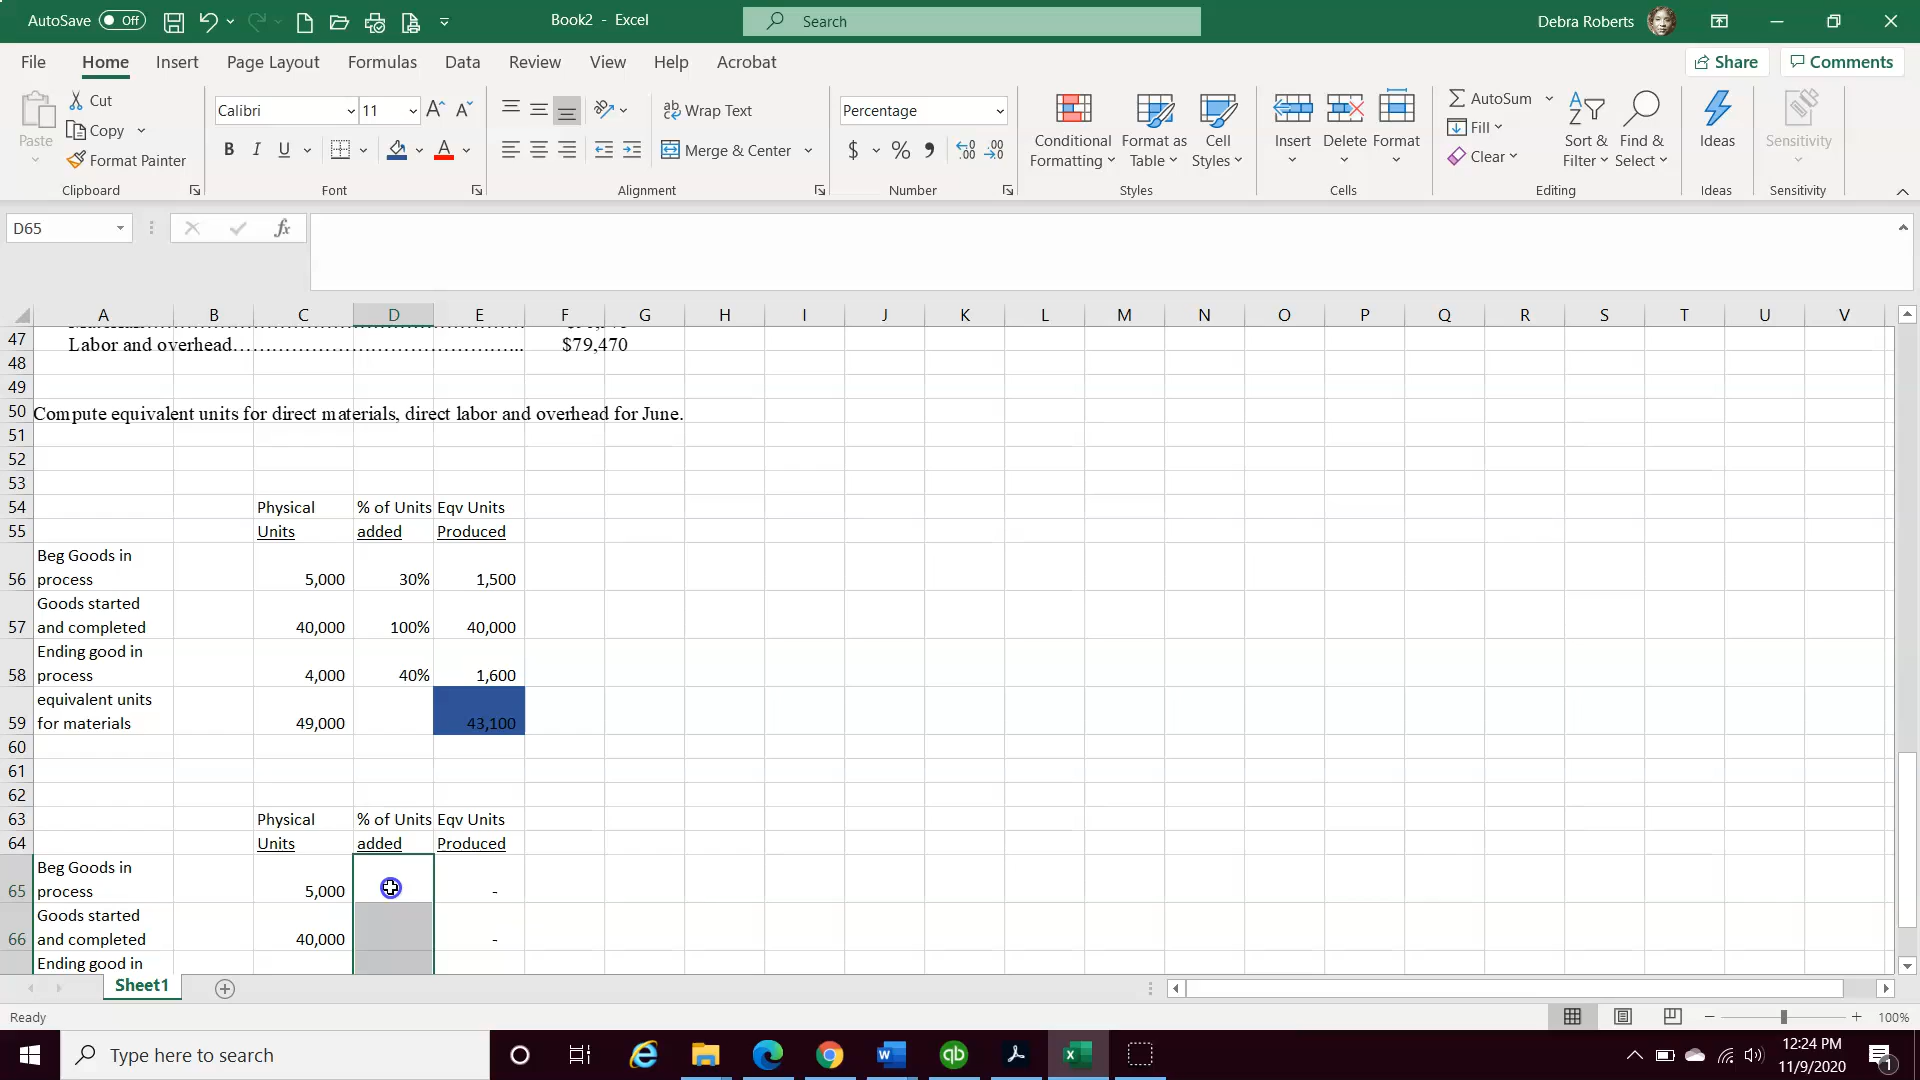 AutoSave Off Book2 - Excel Search Debra Roberts
File Home Insert Page Layout Formulas Data Review View Help Acrobat Share Comments
Paste Cut Calibri 11 Wrap Text Percentage Conditional Formatting Format as Table Cell Styles Insert Delete Format AutoSum Sort & Filter Find & Select Ideas Sensitivity
Copy Fill
Format Painter B I U A Merge & Center $ % Clear
Clipboard Font Alignment Number Styles Cells Editing Ideas Sensitivity
D65 fx
A B C D E F G H I J K L M N O P Q R S T U V
47 Labor and overhead……………………………………... $79,470
48
49
50 Compute equivalent units for direct materials, direct labor and overhead for June.
51
52
53
54 Physical % of Units Eqv Units
55 Units added Produced
Beg Goods in
56 process 5,000 30% 1,500
Goods started
57 and completed 40,000 100% 40,000
Ending good in
58 process 4,000 40% 1,600
equivalent units
59 for materials 49,000 43,100
60
61
62
63 Physical % of Units Eqv Units
64 Units added Produced
Beg Goods in
65 process 5,000 -
Goods started
66 and completed 40,000 -
Ending good in
Sheet1
Ready 100%
Type here to search 12:24 PM
11/9/2020 1